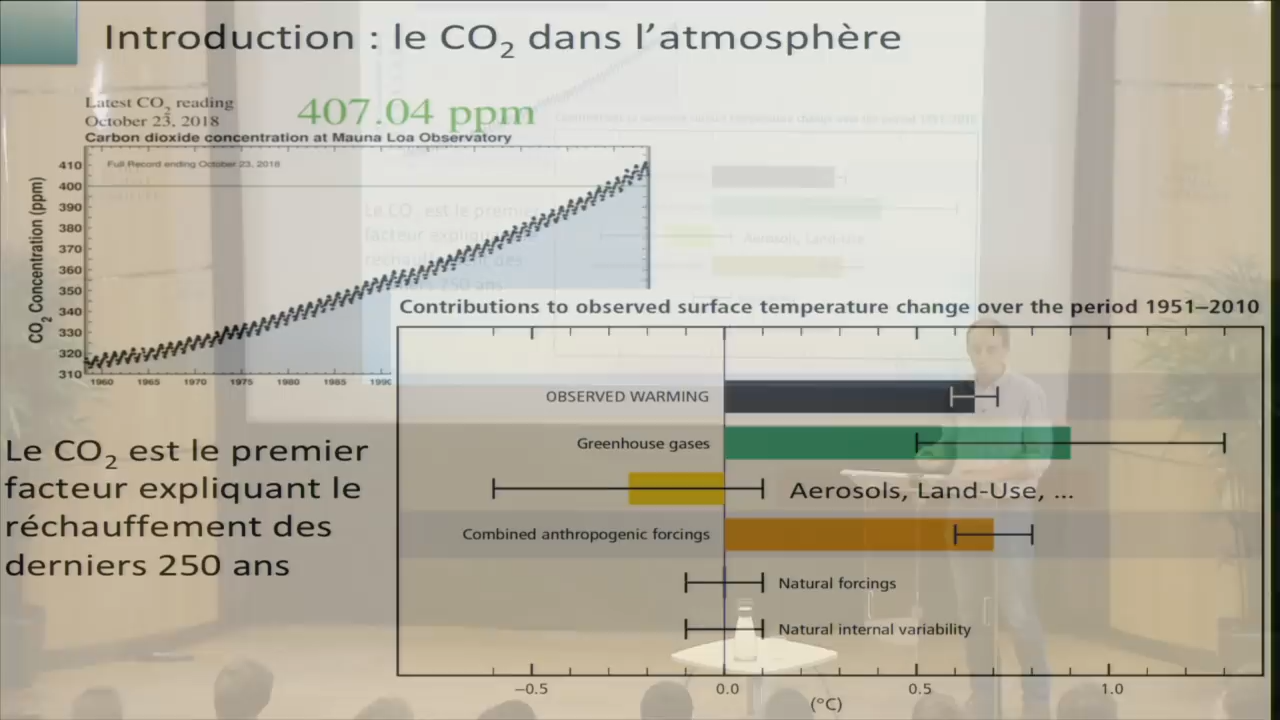 Introduction : le CO2 dans l’atmosphère
Latest CO2 reading
October 23, 2018
407.04 ppm
Carbon dioxide concentration at Mauna Loa Observatory
Full Record ending October 23, 2018
CO2 Concentration (ppm)
410
400
390
380
370
360
350
340
330
320
310
1960 1965 1970 1975 1980 1985 1990
Le CO2 est le premier
facteur expliquant le
réchauffement des
derniers 250 ans
Contributions to observed surface temperature change over the period 1951–2010
OBSERVED WARMING
Greenhouse gases
Aerosols, Land-Use, ...
Combined anthropogenic forcings
Natural forcings
Natural internal variability
−0.5 0.0 0.5 1.0
(°C)